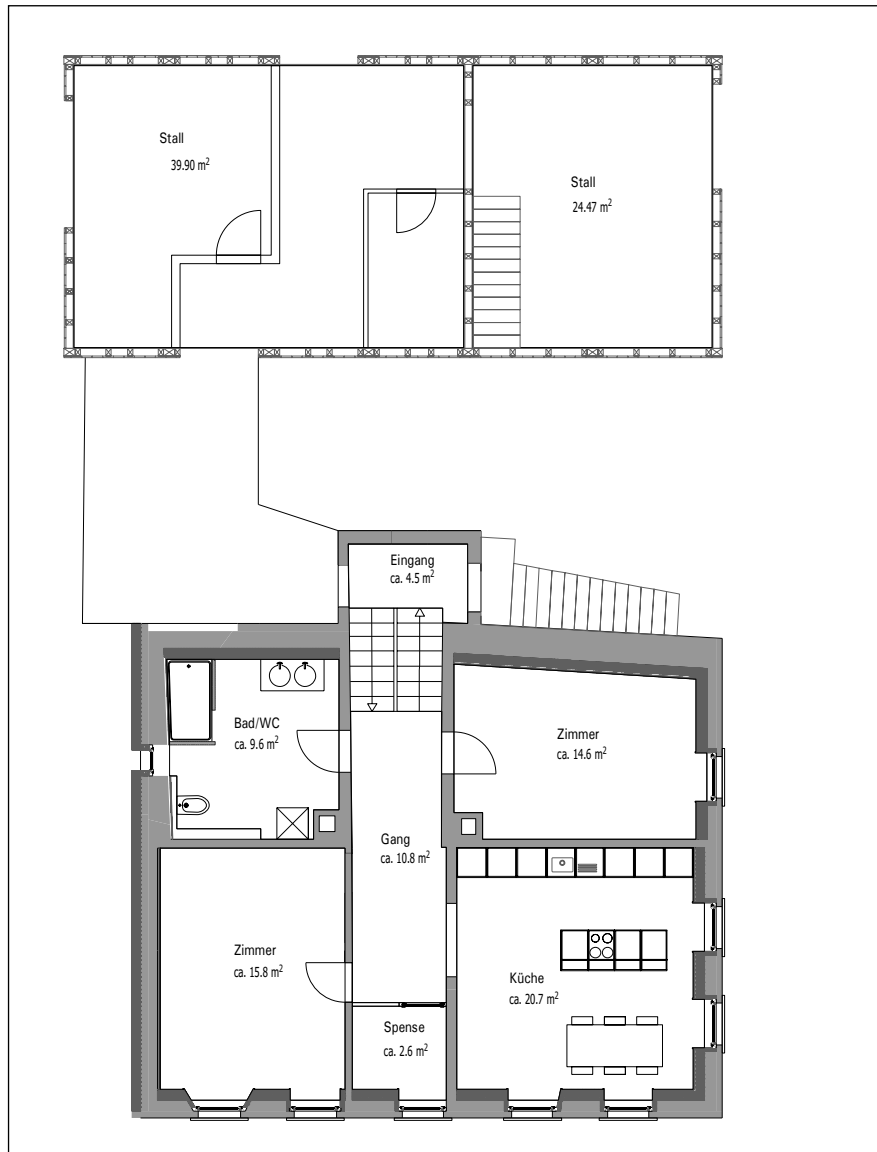 Stall
39.90 m²
Stall
24.47 m²
Eingang
ca. 4.5 m²
Bad/WC
ca. 9.6 m²
Zimmer
ca. 14.6 m²
Gang
ca. 10.8 m²
Zimmer
ca. 15.8 m²
Küche
ca. 20.7 m²
Spense
ca. 2.6 m²